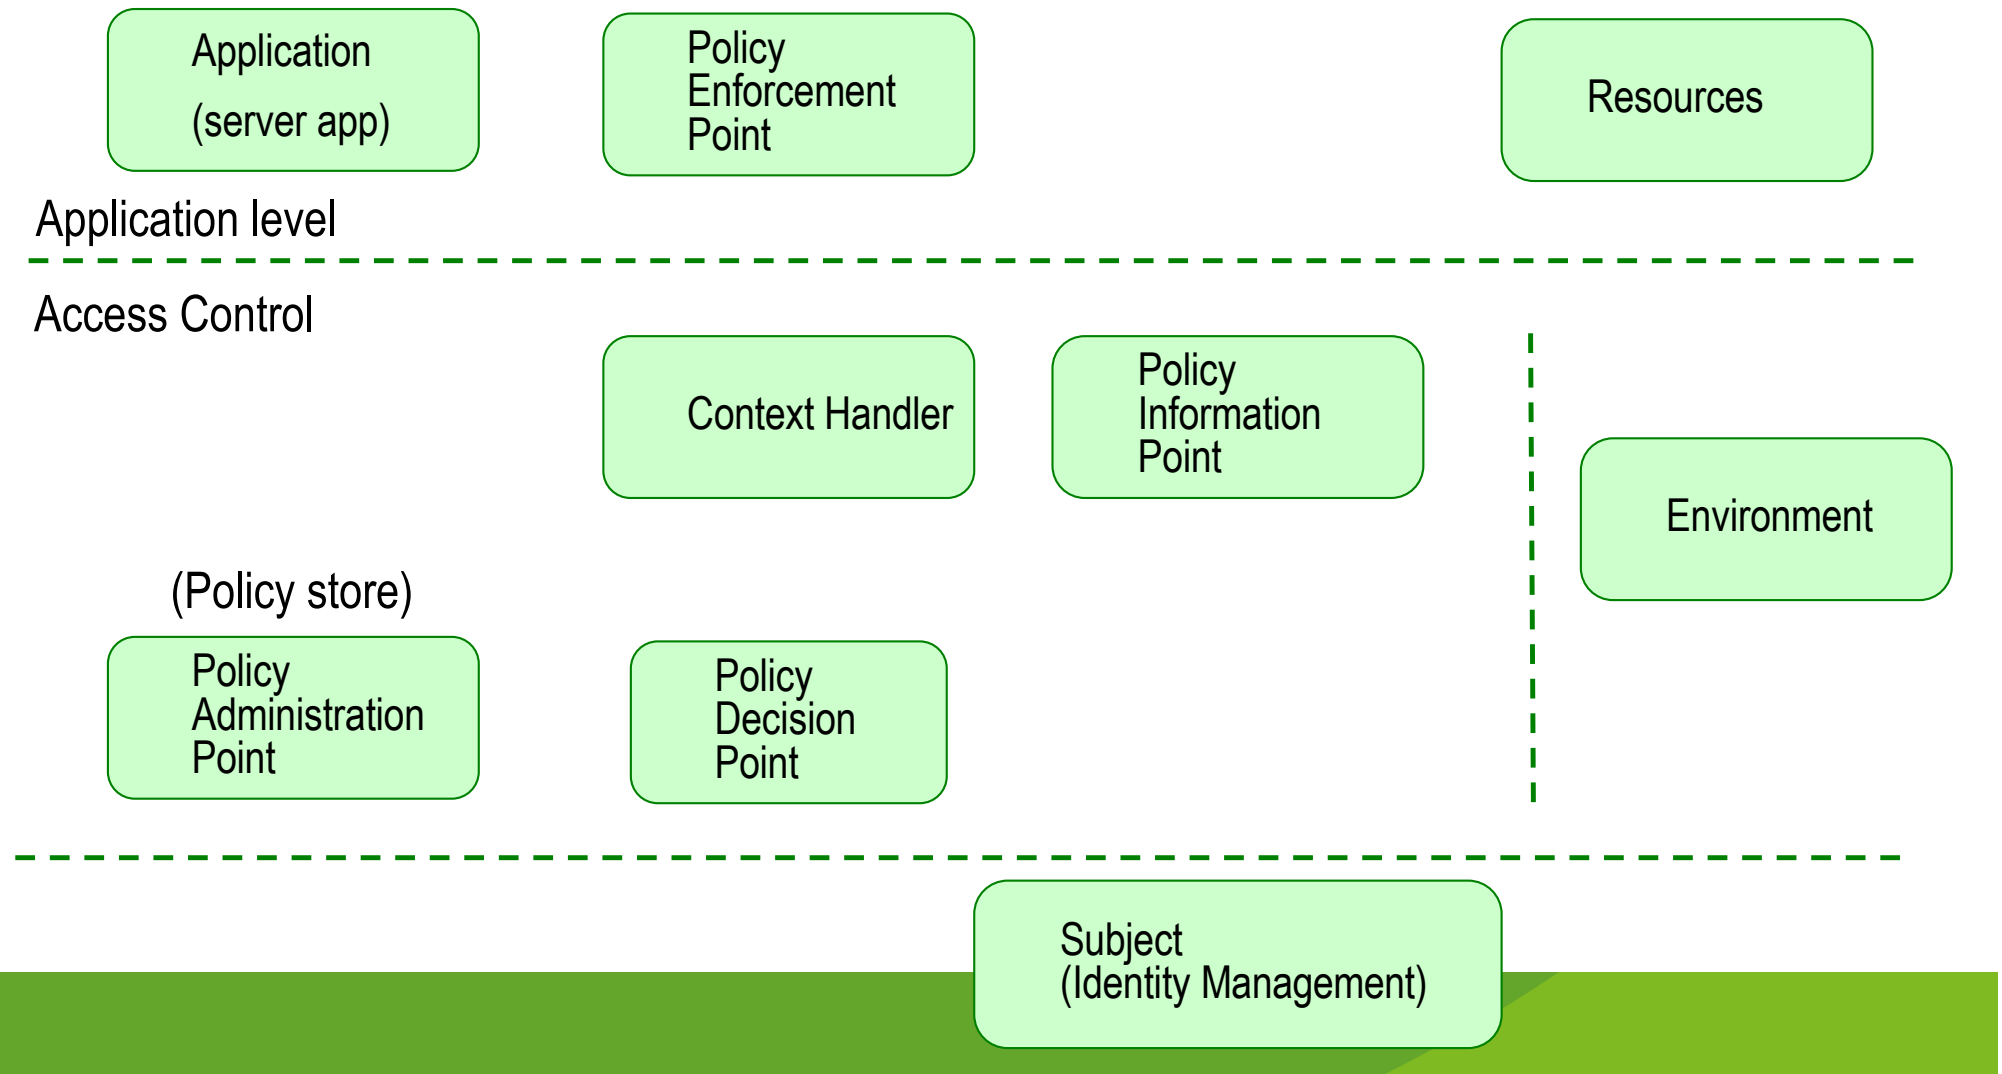 Application
(server app)
Policy
Enforcement
Point
Resources
Application level
Access Control
Context Handler
Policy
Information
Point
Environment
(Policy store)
Policy
Administration
Point
Policy
Decision
Point
Subject
(Identity Management)